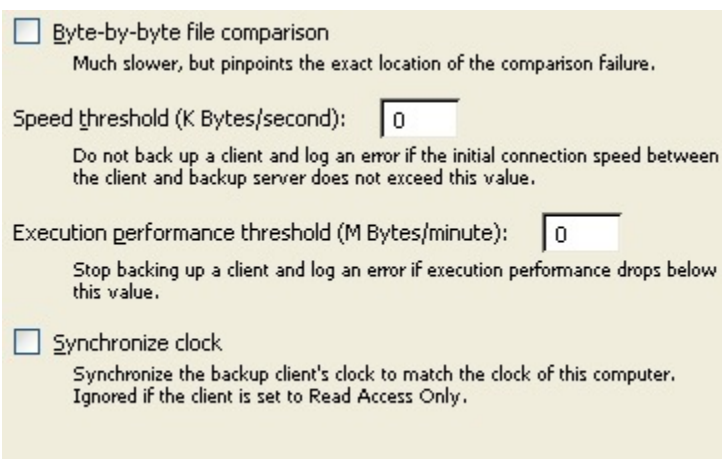 Byte-by-byte file comparison
Much slower, but pinpoints the exact location of the comparison failure.
Speed threshold (K Bytes/second): 0
Do not back up a client and log an error if the initial connection speed between
the client and backup server does not exceed this value.
Execution performance threshold (M Bytes/minute): 0
Stop backing up a client and log an error if execution performance drops below
this value.
Synchronize clock
Synchronize the backup client's clock to match the clock of this computer.
Ignored if the client is set to Read Access Only.